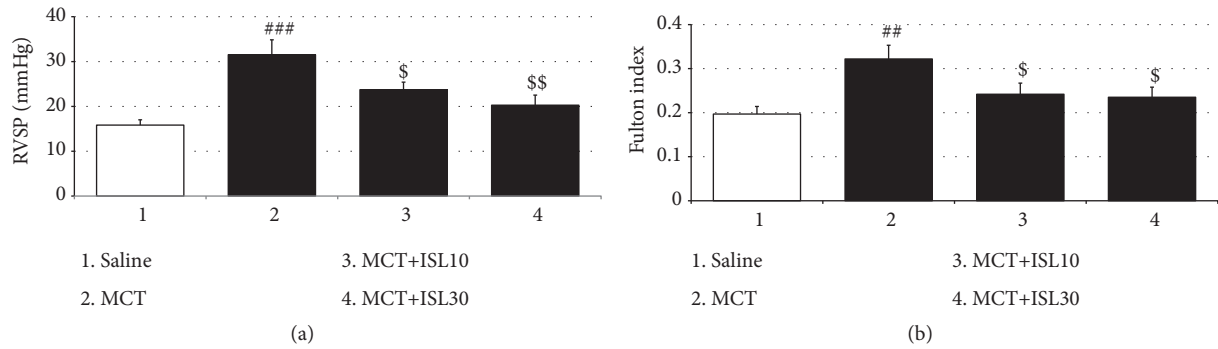 40
30
20
10
0
RVSP (mmHg)
###
$
$$
1 2 3 4
1. Saline 3. MCT+ISL10
2. MCT 4. MCT+ISL30
(a)
0.4
0.3
0.2
0.1
0
Fulton index
##
$
$
1 2 3 4
1. Saline 3. MCT+ISL10
2. MCT 4. MCT+ISL30
(b)